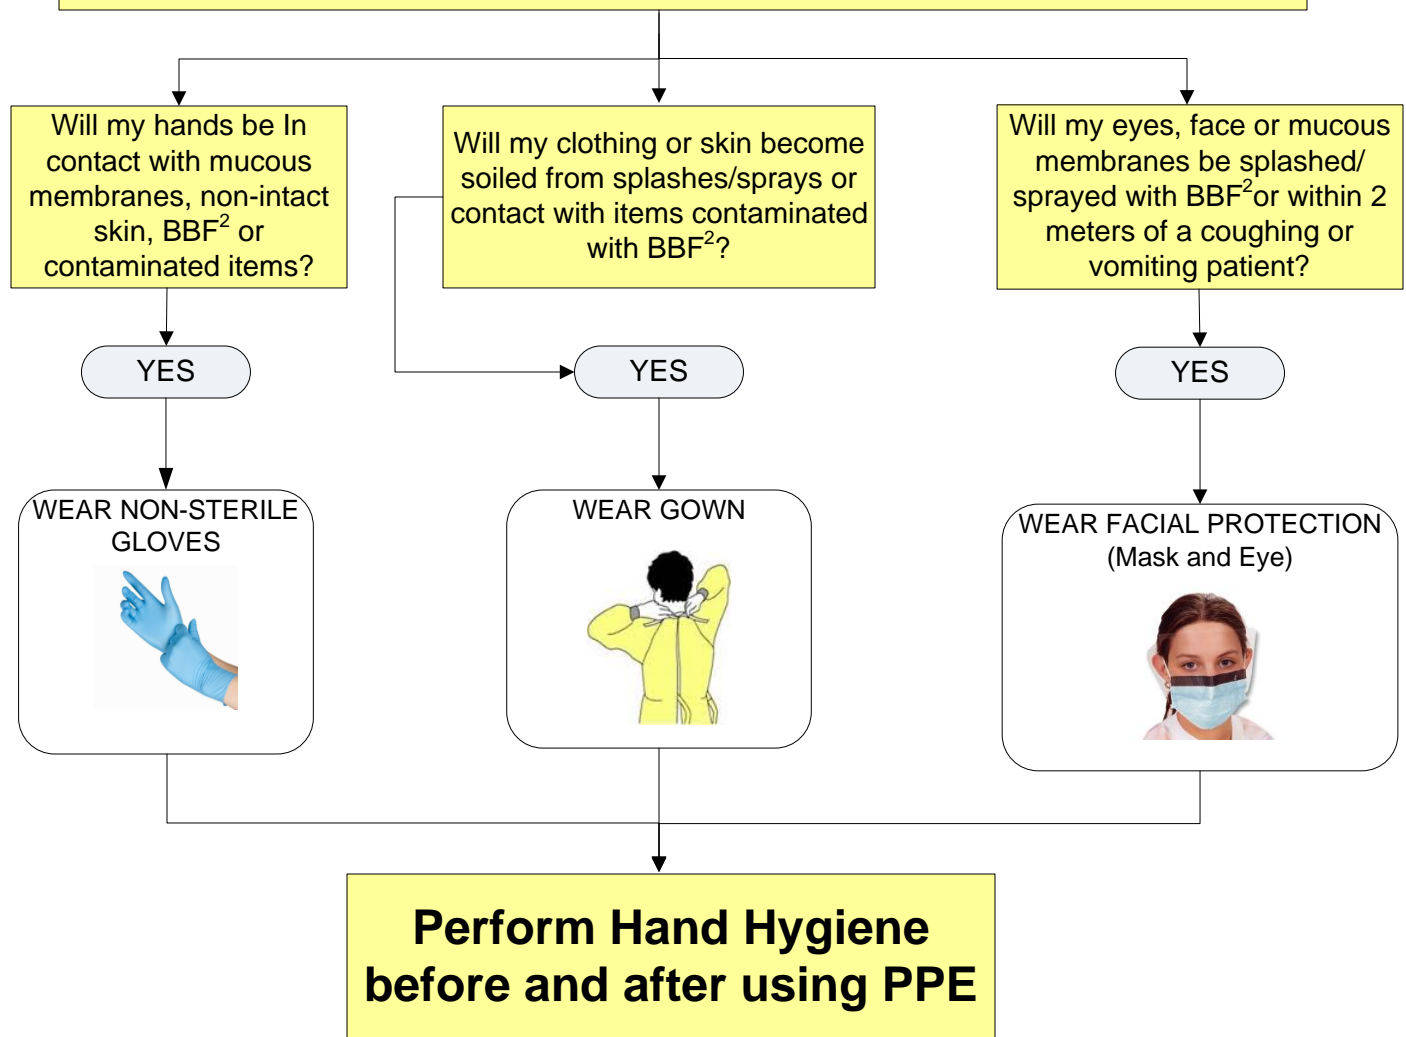 Will my hands be In
contact with mucous
membranes, non-intact
skin, BBF² or
contaminated items?
Will my clothing or skin become
soiled from splashes/sprays or
contact with items contaminated
with BBF²?
Will my eyes, face or mucous
membranes be splashed/
sprayed with BBF²or within 2
meters of a coughing or
vomiting patient?
YES
YES
YES
WEAR NON-STERILE
GLOVES
WEAR GOWN
WEAR FACIAL PROTECTION
(Mask and Eye)
Perform Hand Hygiene
before and after using PPE